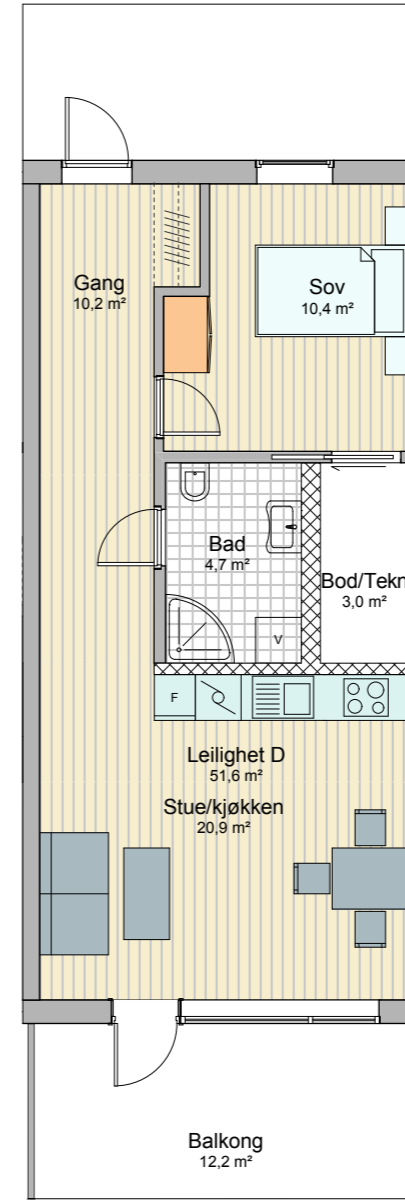 Gang
10,2 m²
Sov
10,4 m²
Bad
4,7 m²
Bod/Tekn
3,0 m²
V
F
Leilighet D
51,6 m²
Stue/kjøkken
20,9 m²
Balkong
12,2 m²